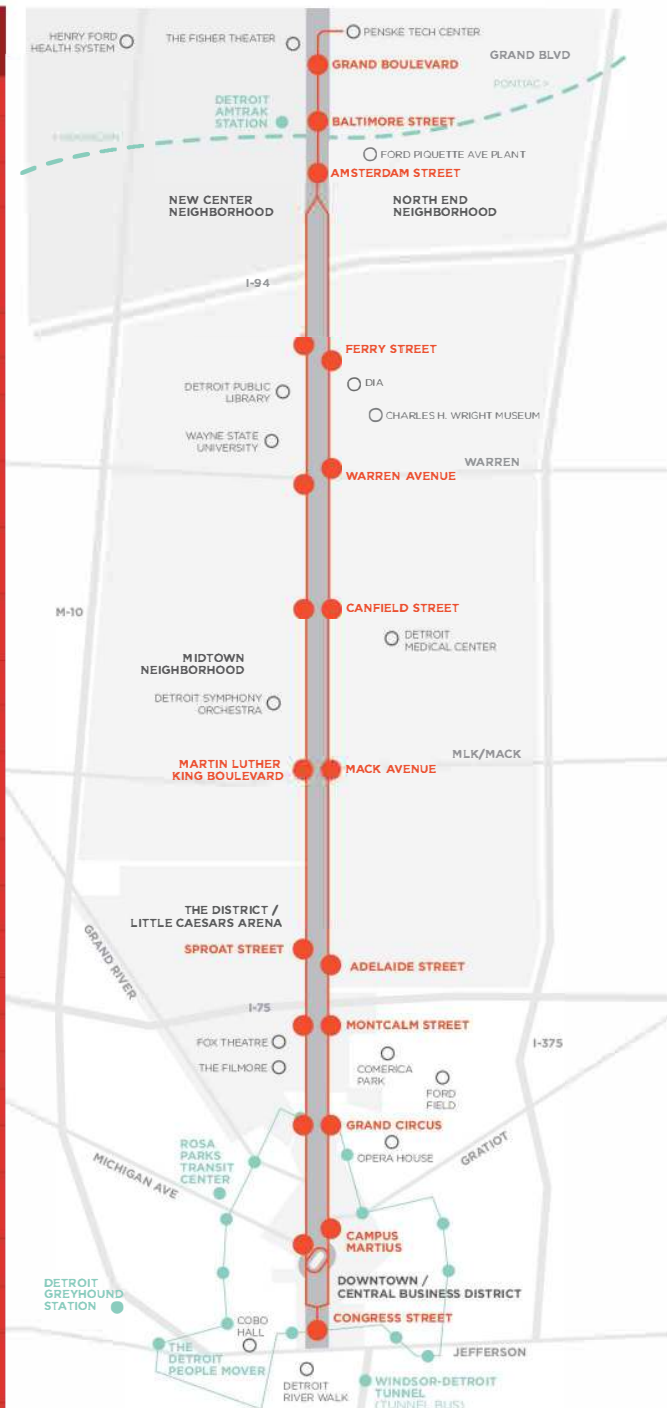 HENRY FORD
HEALTH SYSTEM
THE FISHER THEATER
PENSKE TECH CENTER
GRAND BOULEVARD
GRAND BLVD
PONTIAC >
DETROIT
AMTRAK
STATION
BALTIMORE STREET
FORD PIQUETTE AVE PLANT
AMSTERDAM STREET
NEW CENTER
NEIGHBORHOOD
NORTH END
NEIGHBORHOOD
I-94
FERRY STREET
DETROIT PUBLIC
LIBRARY
DIA
CHARLES H. WRIGHT MUSEUM
WAYNE STATE
UNIVERSITY
WARREN
WARREN AVENUE
M-10
CANFIELD STREET
DETROIT
MEDICAL CENTER
MIDTOWN
NEIGHBORHOOD
DETROIT SYMPHONY
ORCHESTRA
MLK/MACK
MARTIN LUTHER
KING BOULEVARD
MACK AVENUE
THE DISTRICT /
LITTLE CAESARS ARENA
GRAND RIVER
SPROAT STREET
ADELAIDE STREET
I-75
MONTCALM STREET
FOX THEATRE
THE FILMORE
COMERICA
PARK
I-375
FORD
FIELD
GRAND CIRCUS
OPERA HOUSE
GRATIOT
ROSA
PARKS
TRANSIT
CENTER
MICHIGAN AVE
CAMPUS
MARTIUS
DETROIT
GREYHOUND
STATION
DOWNTOWN /
CENTRAL BUSINESS DISTRICT
CONGRESS STREET
COBO
HALL
JEFFERSON
THE
DETROIT
PEOPLE MOVER
DETROIT
RIVER WALK
WINDSOR-DETROIT
TUNNEL
(TUNNEL BUS)